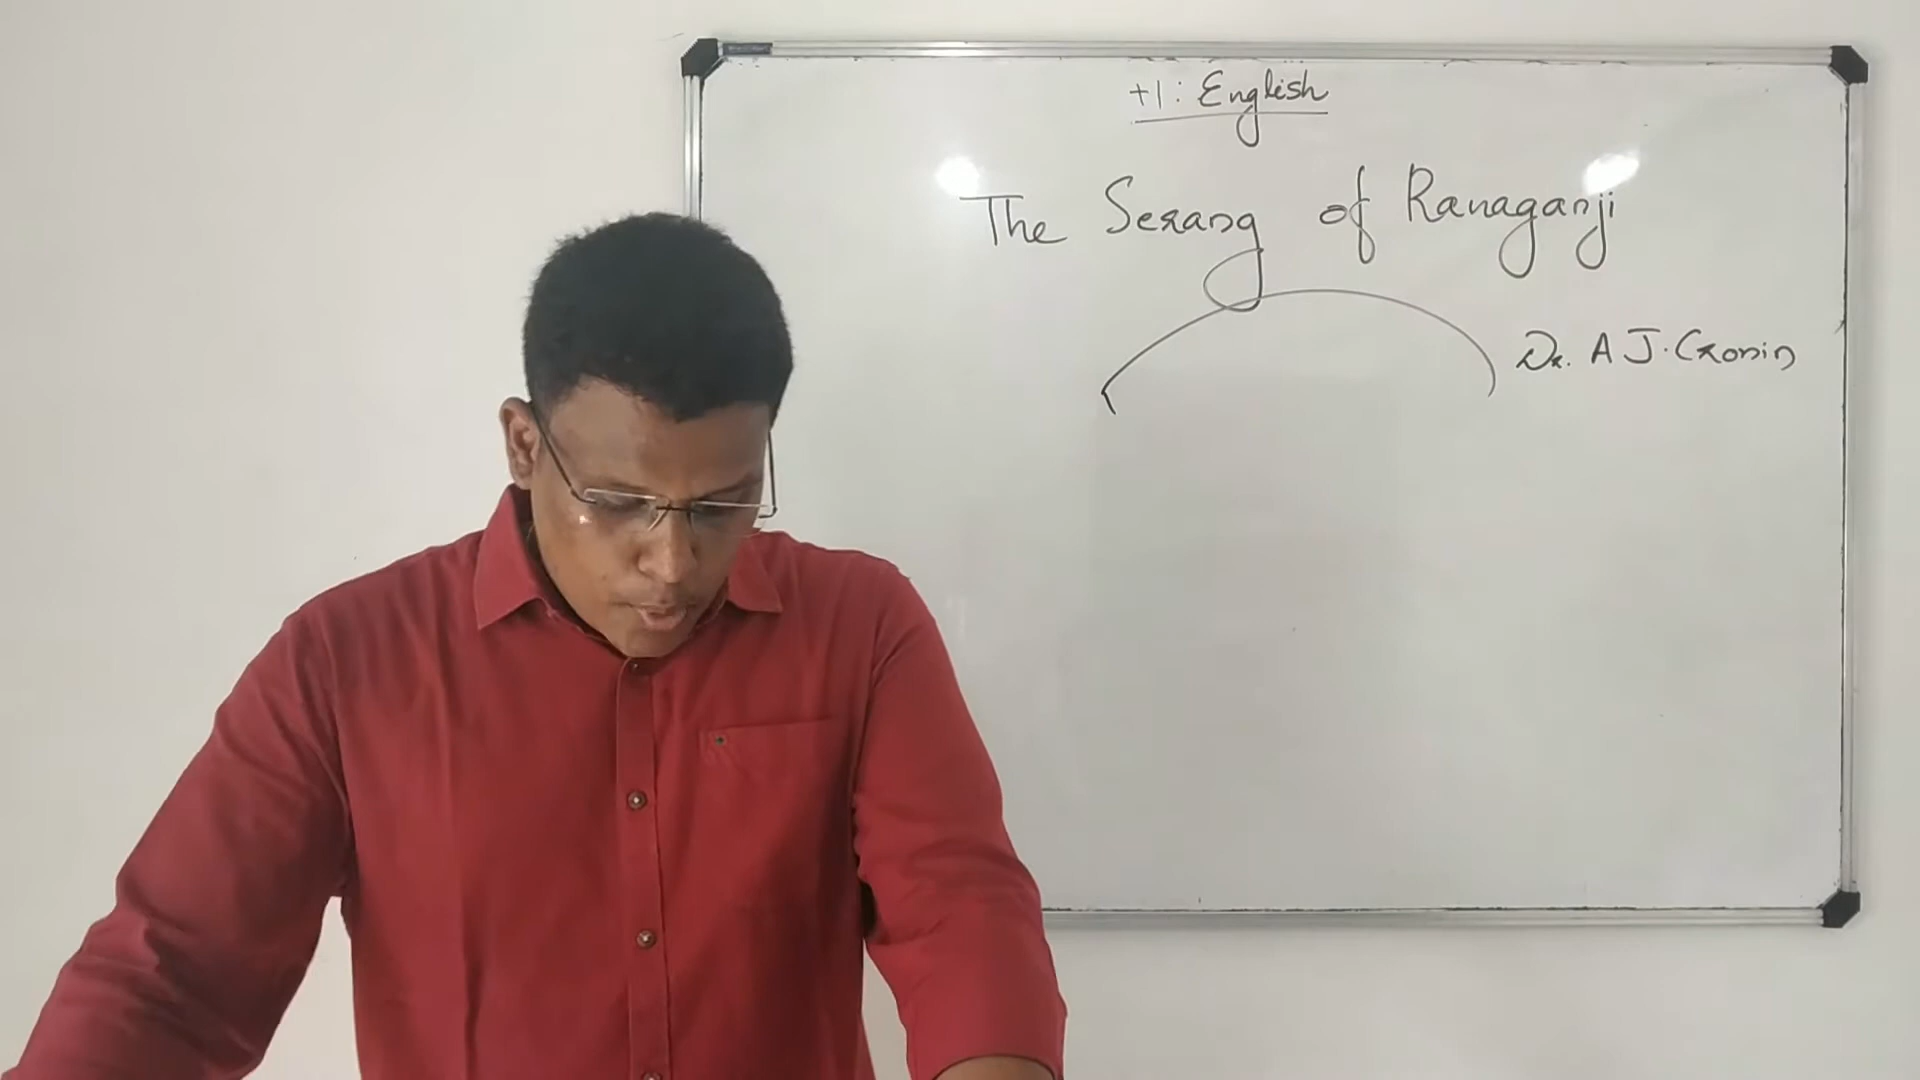 +1: English
The Serang of Ranaganji
Dr. A J. Cronin